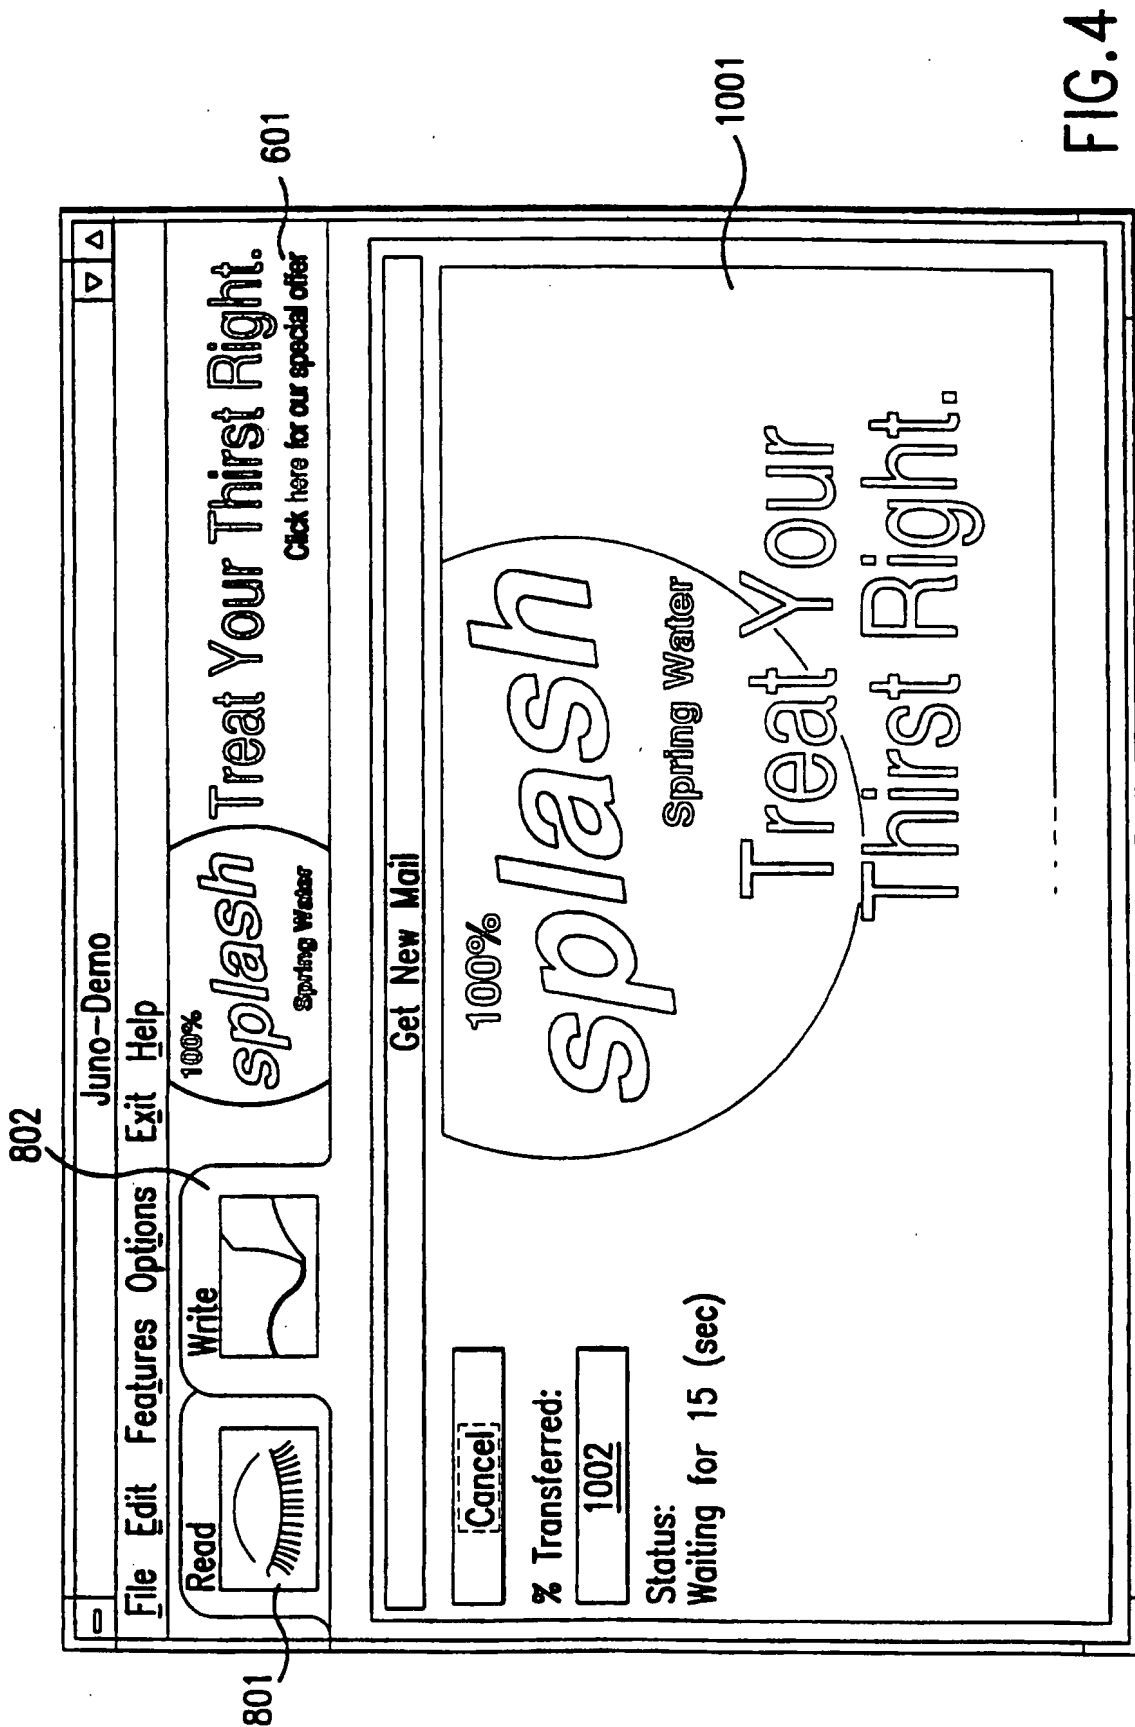 802
Juno-Demo
File Edit Features Options Exit Help
801
Read
Write
100%
splash
Spring Water
Treat Your Thirst Right.
Click here for our special offer
601
Get New Mail
Cancel
% Transferred:
1002
Status:
Waiting for 15 (sec)
100%
splash
Spring Water
Treat Your
Thirst Right.
1001
FIG.4